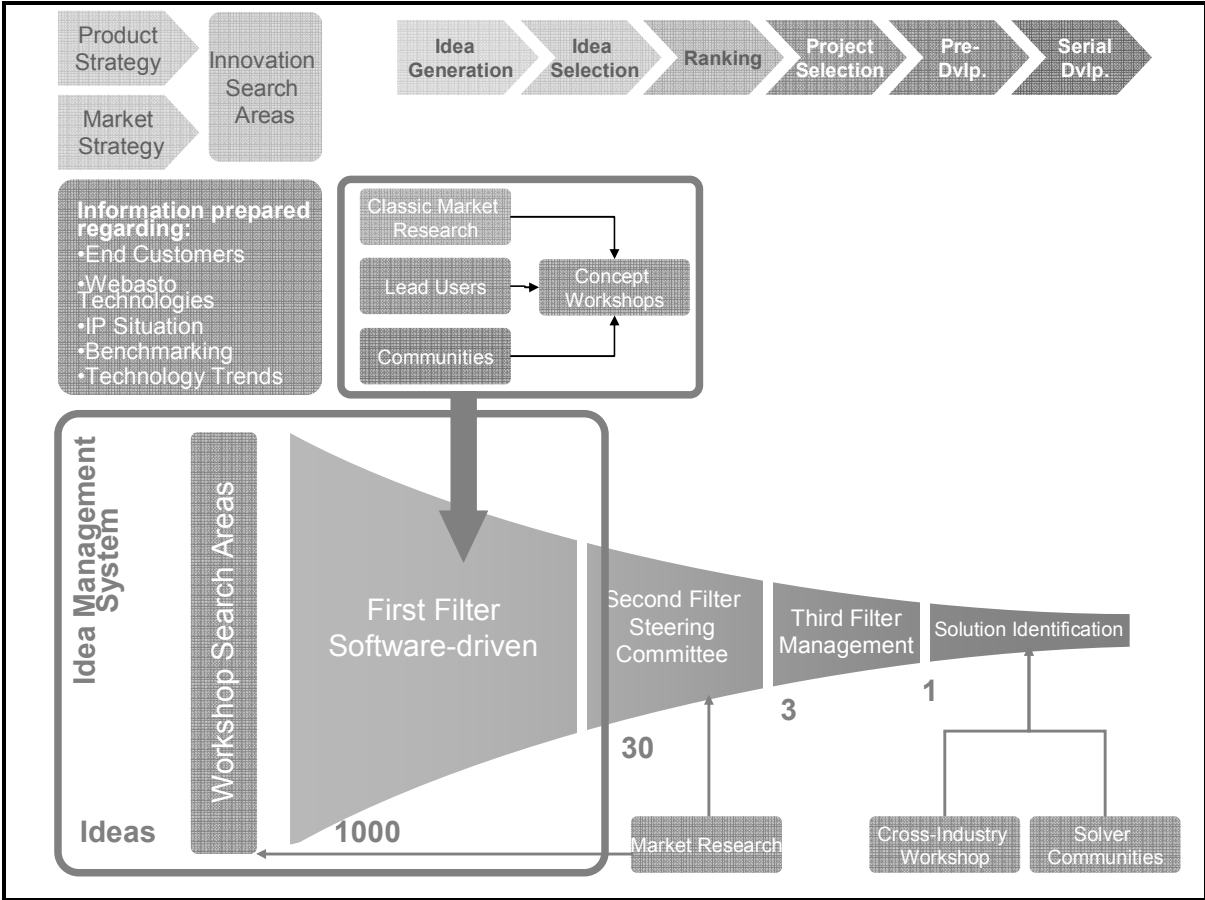 Product
Strategy
Innovation
Search
Areas
Market
Strategy
Idea
Generation
Idea
Selection
Ranking
Project
Selection
Pre-
Dvlp.
Serial
Dvlp.
Information prepared
regarding:
•End Customers
•Webasto
Technologies
•IP Situation
•Benchmarking
•Technology Trends
Classic Market
Research
Lead Users
Communities
Concept
Workshops
Idea Management
System
Workshop Search Areas
First Filter
Software-driven
Second Filter
Steering
Committee
Third Filter
Management
Solution Identification
1
3
30
1000
Ideas
Market Research
Cross-Industry
Workshop
Solver
Communities